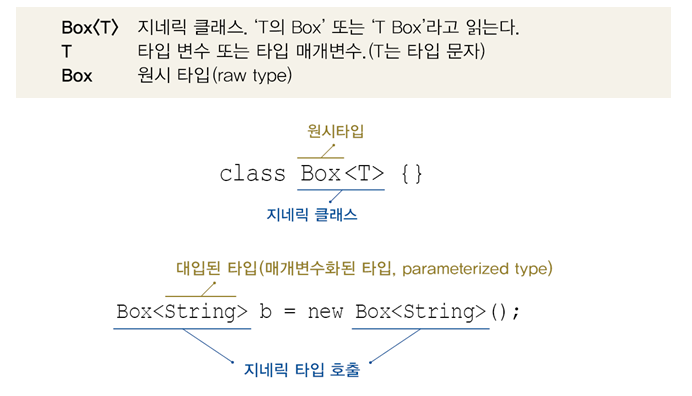 Box<T> 지네릭 클래스. ‘T의 Box’ 또는 ‘T Box’라고 읽는다.
T 타입 변수 또는 타입 매개변수.(T는 타입 문자)
Box 원시 타입(raw type)
원시타입
class Box<T> {}
지네릭 클래스
대입된 타입(매개변수화된 타입, parameterized type)
Box<String> b = new Box<String>();
지네릭 타입 호출